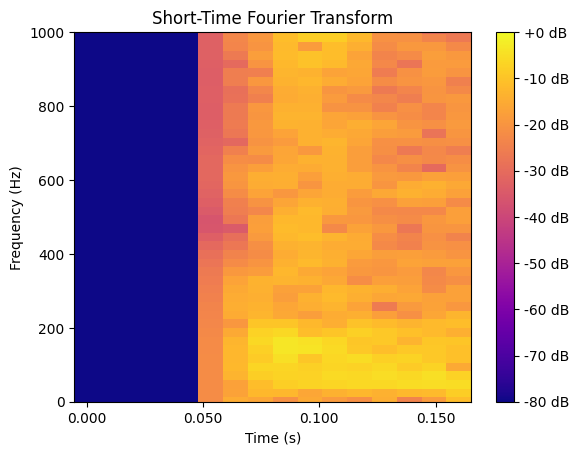 Short-Time Fourier Transform
1000
800
600
400
200
0
Frequency (Hz)
0.000
0.050
0.100
0.150
Time (s)
+0 dB
-10 dB
-20 dB
-30 dB
-40 dB
-50 dB
-60 dB
-70 dB
-80 dB